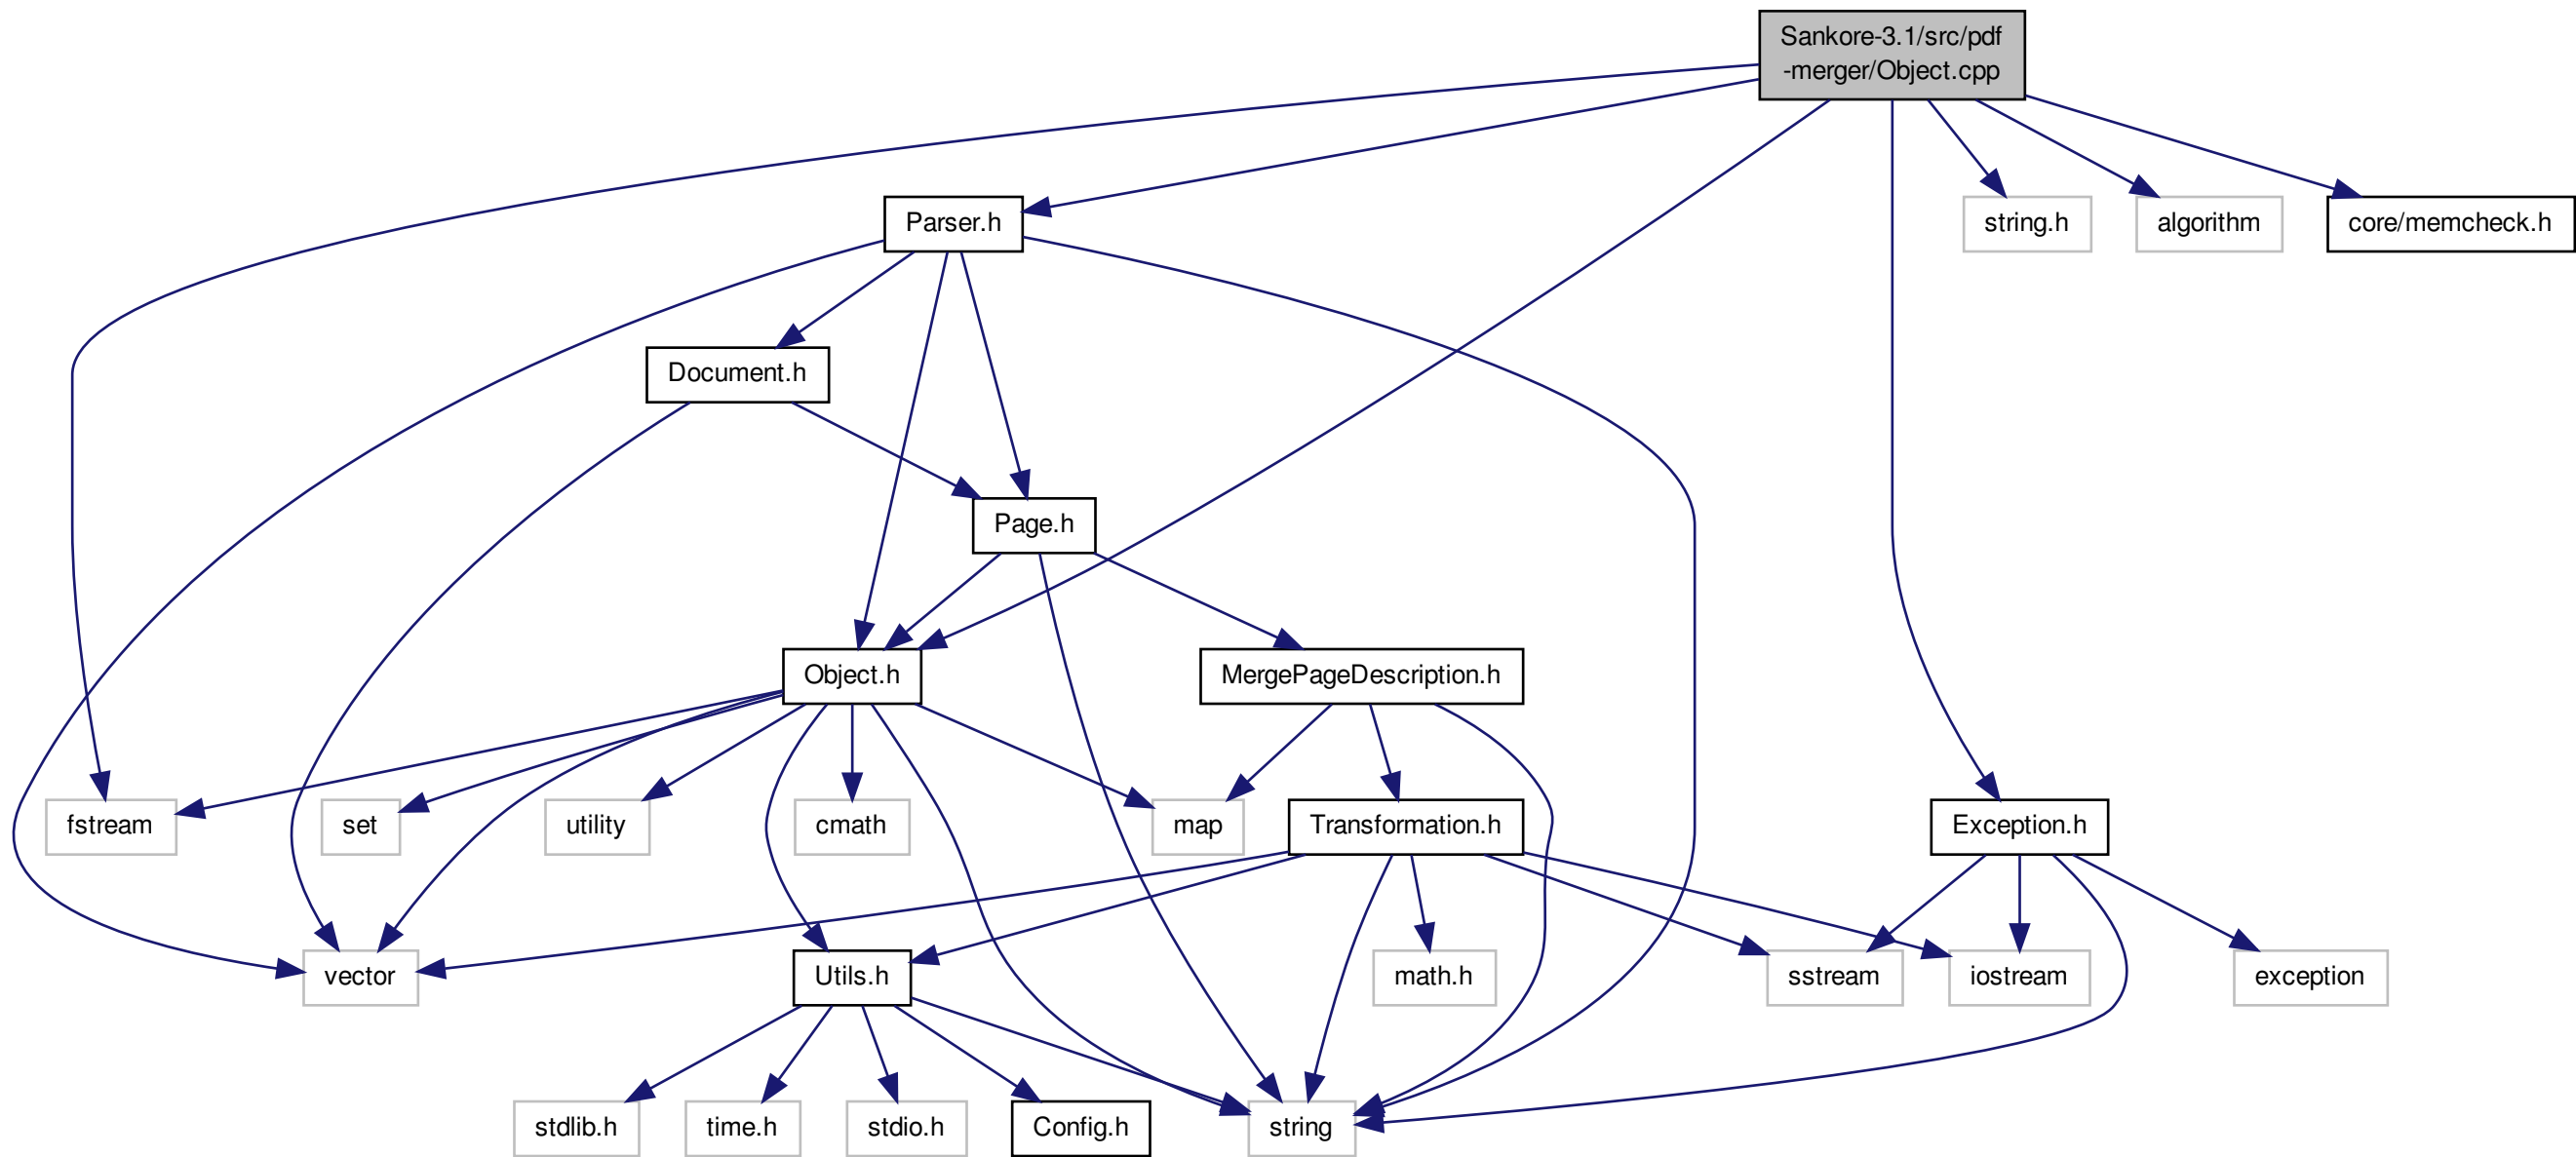 Sankore-3.1/src/pdf
-merger/Object.cpp
Parser.h
string.h
algorithm
core/memcheck.h
Document.h
Page.h
Object.h
MergePageDescription.h
fstream
set
utility
cmath
map
Transformation.h
Exception.h
vector
Utils.h
math.h
sstream
iostream
exception
stdlib.h
time.h
stdio.h
Config.h
string